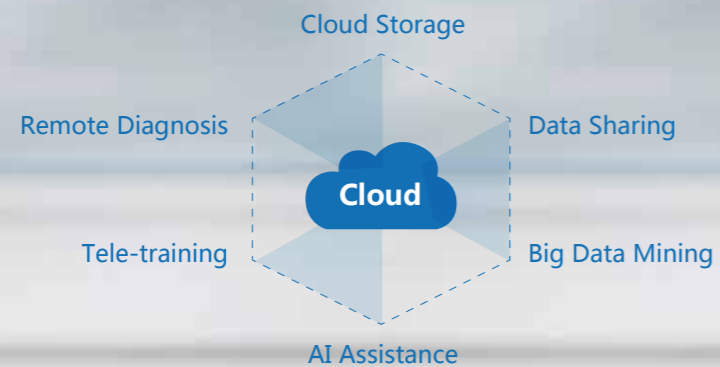 Cloud Storage
Remote Diagnosis
Data Sharing
Cloud
Tele-training
Big Data Mining
AI Assistance